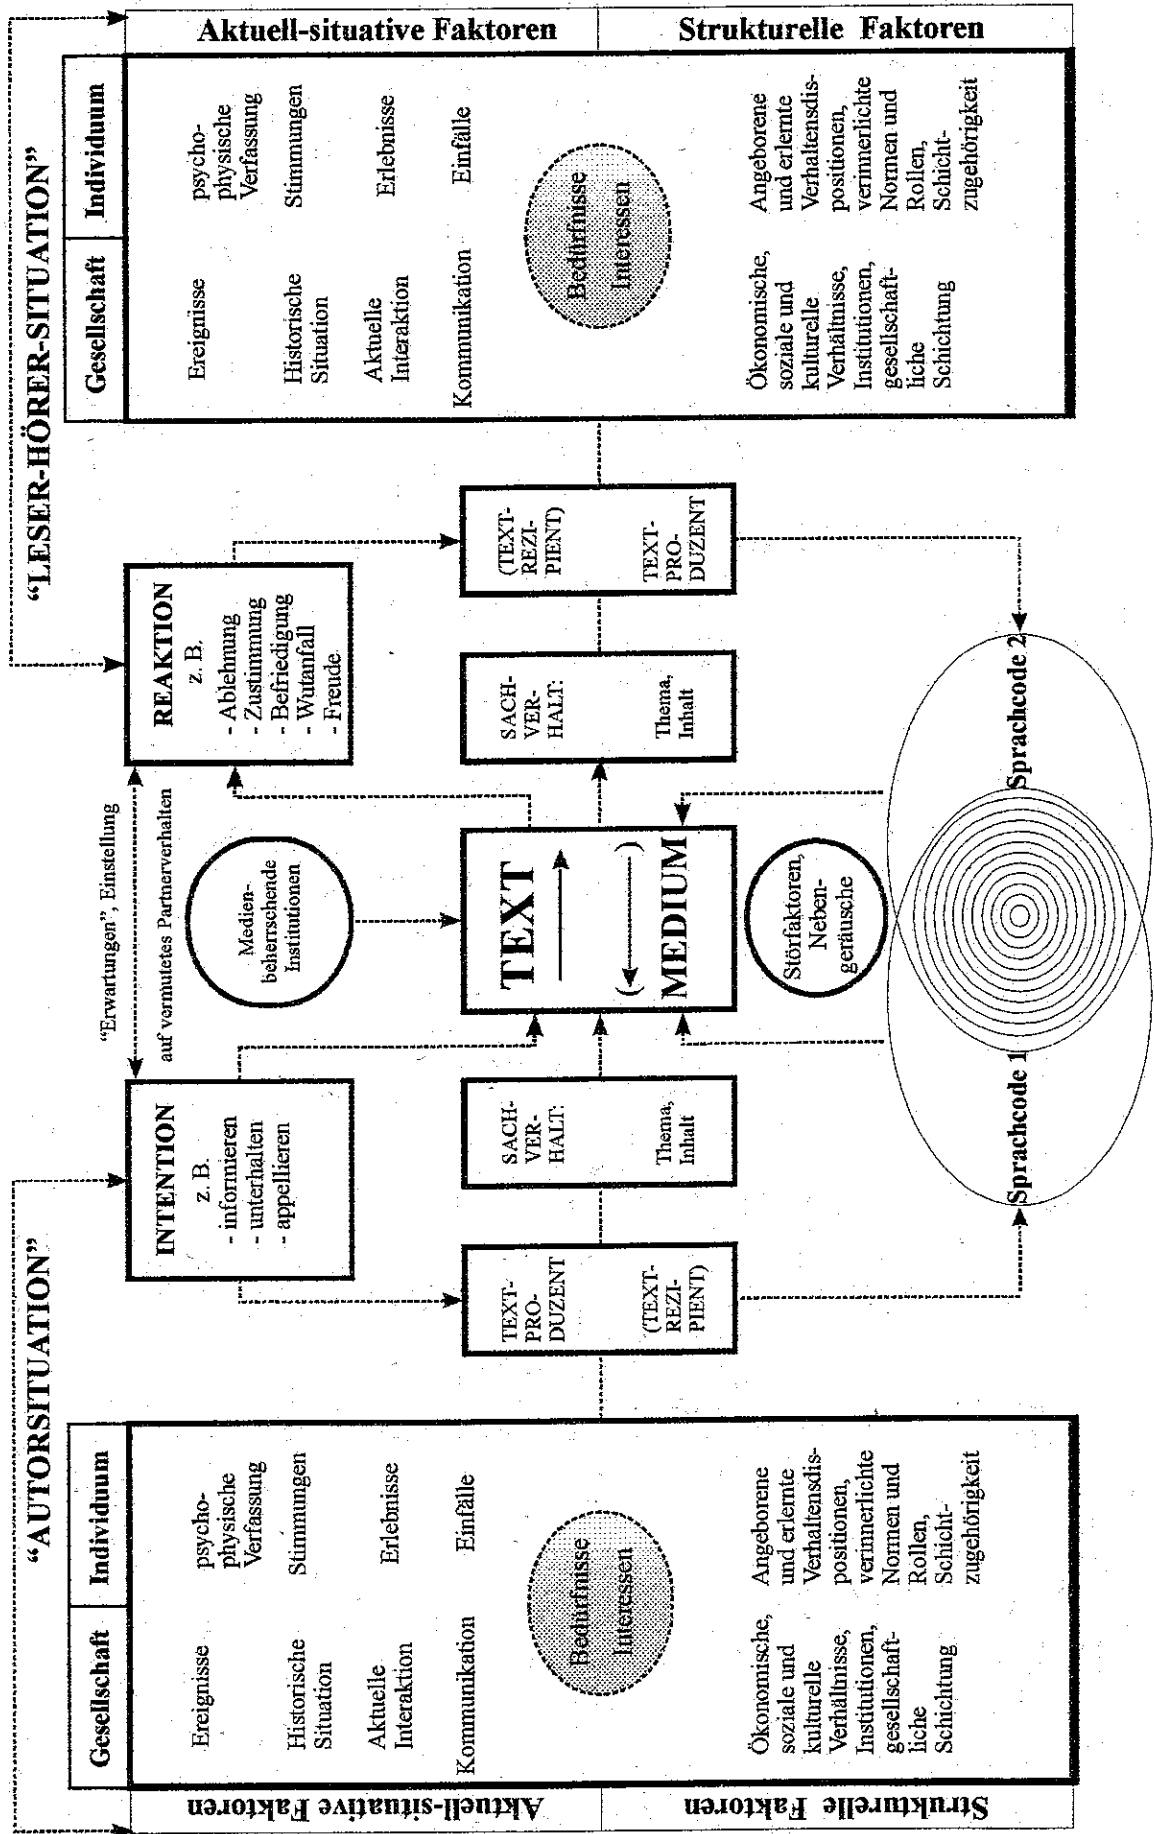 “AUTORSITUATION”
Gesellschaft
Individuum
Aktuell-situative Faktoren
Strukturelle Faktoren
Ereignisse
Historische
Situation
Aktuelle
Interaktion
Kommunikation
psycho-
physische
Verfassung
Stimmungen
Erlebnisse
Einfälle
Bedürfnisse
Interessen
Ökonomische,
soziale und
kulturelle
Verhältnisse,
Institutionen,
gesellschaft-
liche
Schichtung
Angeborene
und erlernte
Verhaltensdis-
positionen,
verinnerlichte
Normen und
Rollen,
Schicht-
zugehörigkeit
INTENTION
z. B.
- informieren
- unterhalten
- appellieren
TEXT-
PRO-
DUZENT
(TEXT-
REZI-
PIENT)
SACH-
VER-
HALT:
Thema,
Inhalt
“Erwartungen”, Einstellung
auf vermutetes Partnerverhalten
Medien-
beherrschende
Institutionen
TEXT
( )
MEDIUM
Störfaktoren,
Neben-
geräusche
Sprachcode 1
Sprachcode 2
“LESER-HÖRER-SITUATION”
REAKTION
z. B.
- Ablehnung
- Zustimmung
- Befriedigung
- Wutanfall
- Freude
SACH-
VER-
HALT:
Thema,
Inhalt
(TEXT-
REZI-
PIENT)
TEXT-
PRO-
DUZENT
Gesellschaft
Individuum
Aktuell-situative Faktoren
Strukturelle Faktoren
Ereignisse
Historische
Situation
Aktuelle
Interaktion
Kommunikation
psycho-
physische
Verfassung
Stimmungen
Erlebnisse
Einfälle
Bedürfnisse
Interessen
Ökonomische,
soziale und
kulturelle
Verhältnisse,
Institutionen,
gesellschaft-
liche
Schichtung
Angeborene
und erlernte
Verhaltensdis-
positionen,
verinnerlichte
Normen und
Rollen,
Schicht-
zugehörigkeit